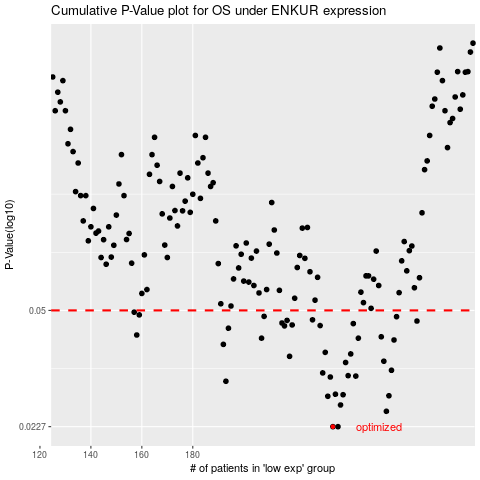 Cumulative P-Value plot for OS under ENKUR expression
P-Value(log10)
0.05
0.0227
optimized
120 140 160 180
# of patients in 'low exp' group